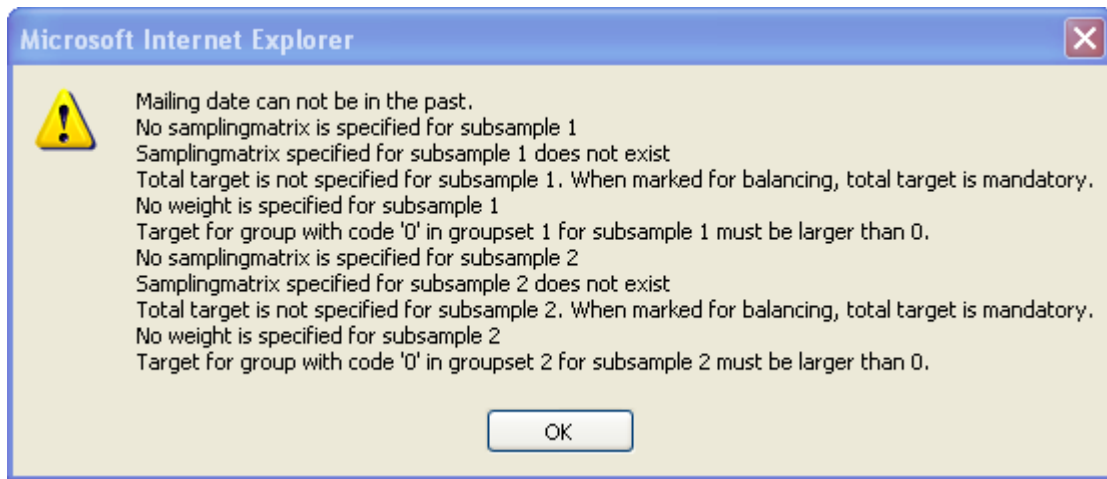 Microsoft Internet Explorer
Mailing date can not be in the past.
No samplingmatrix is specified for subsample 1
Samplingmatrix specified for subsample 1 does not exist
Total target is not specified for subsample 1. When marked for balancing, total target is mandatory.
No weight is specified for subsample 1
Target for group with code '0' in groupset 1 for subsample 1 must be larger than 0.
No samplingmatrix is specified for subsample 2
Samplingmatrix specified for subsample 2 does not exist
Total target is not specified for subsample 2. When marked for balancing, total target is mandatory.
No weight is specified for subsample 2
Target for group with code '0' in groupset 2 for subsample 2 must be larger than 0.
OK